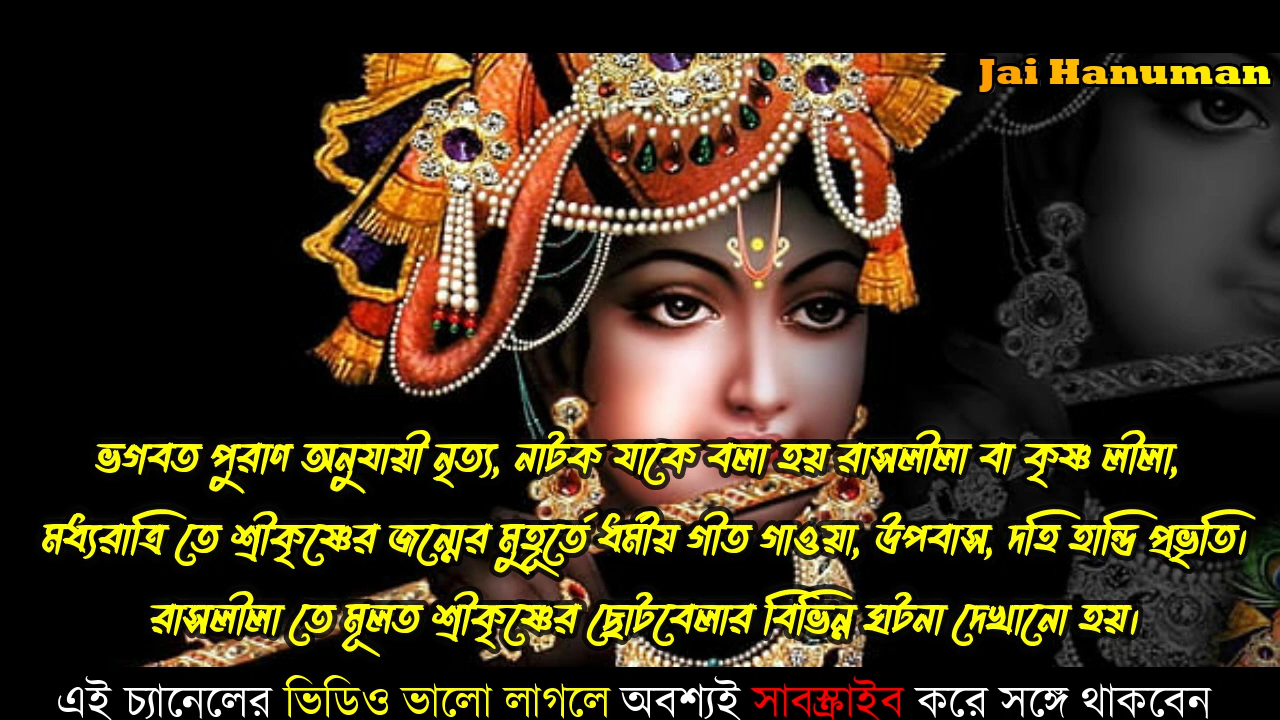 Jai Hanuman
ভগবত পুরাণ অনুযায়ী নৃত্য, নাটক যাকে বলা হয় রাসলীলা বা কৃষ্ণ লীলা,
মধ্যরাত্রি তে শ্রীকৃষ্ণের জন্মের মুহূর্তে ধর্মীয় গীত গাওয়া, উপবাস, দহি হান্ডি প্রভৃতি।
রাসলীলা তে মূলত শ্রীকৃষ্ণের ছোটবেলার বিভিন্ন ঘটনা দেখানো হয়।
এই চ্যানেলের ভিডিও ভালো লাগলে অবশ্যই সাবস্ক্রাইব করে সঙ্গে থাকবেন